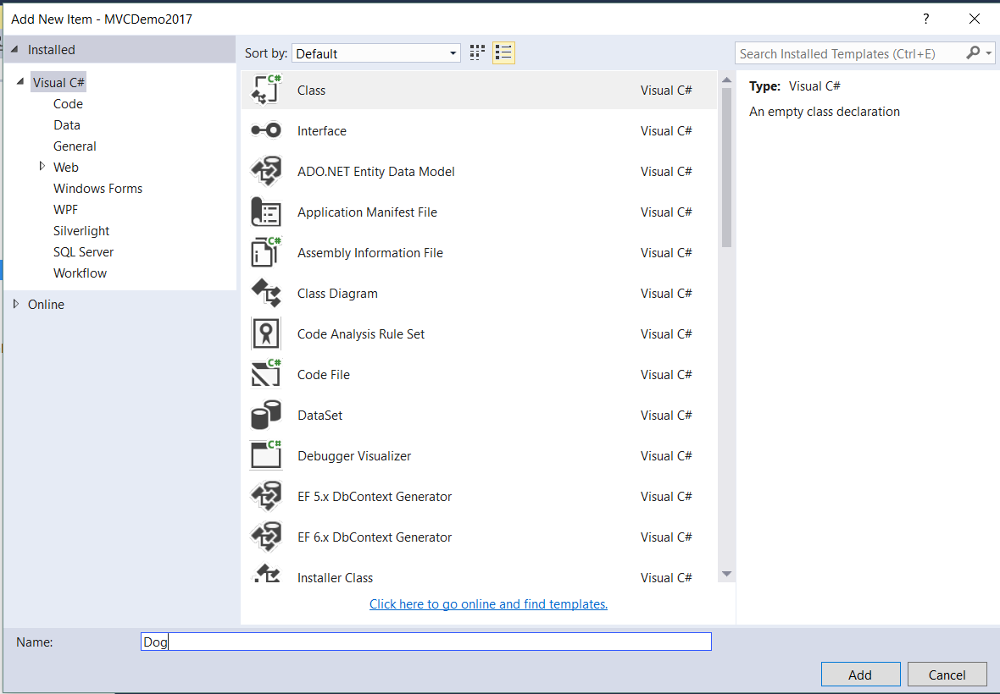 Add New Item - MVCDemo2017
?
Installed
Sort by: Default
Search Installed Templates (Ctrl+E)
Visual C#
Code
Data
General
Web
Windows Forms
WPF
Silverlight
SQL Server
Workflow
Online
C# Class Visual C#
Interface Visual C#
ADO.NET Entity Data Model Visual C#
Application Manifest File Visual C#
C# Assembly Information File Visual C#
Class Diagram Visual C#
Code Analysis Rule Set Visual C#
C# Code File Visual C#
DataSet Visual C#
C# Debugger Visualizer Visual C#
EF 5.x DbContext Generator Visual C#
EF 6.x DbContext Generator Visual C#
Installer Class Visual C#
Click here to go online and find templates.
Type: Visual C#
An empty class declaration
Name: Dog
Add Cancel